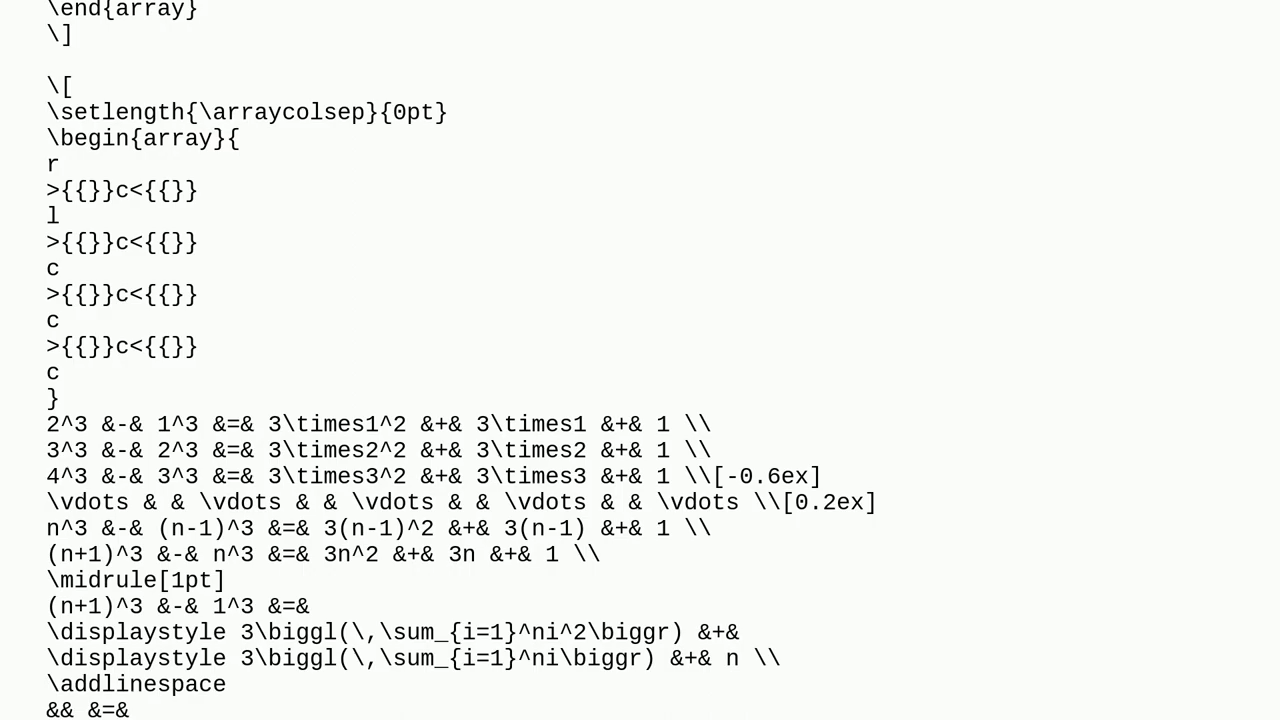 \end{array}
\]
\[
\setlength{\arraycolsep}{0pt}
\begin{array}{
r
>{{}}c<{{}}
l
>{{}}c<{{}}
c
>{{}}c<{{}}
c
>{{}}c<{{}}
c
}
2^3 &-& 1^3 &=& 3\times1^2 &+& 3\times1 &+& 1 \\
3^3 &-& 2^3 &=& 3\times2^2 &+& 3\times2 &+& 1 \\
4^3 &-& 3^3 &=& 3\times3^2 &+& 3\times3 &+& 1 \\[-0.6ex]
\vdots & & \vdots & & \vdots & & \vdots & & \vdots \\[0.2ex]
n^3 &-& (n-1)^3 &=& 3(n-1)^2 &+& 3(n-1) &+& 1 \\
(n+1)^3 &-& n^3 &=& 3n^2 &+& 3n &+& 1 \\
\midrule[1pt]
(n+1)^3 &-& 1^3 &=&
\displaystyle 3\biggl(\,\sum_{i=1}^ni^2\biggr) &+&
\displaystyle 3\biggl(\,\sum_{i=1}^ni\biggr) &+& n \\
\addlinespace
&& &=&